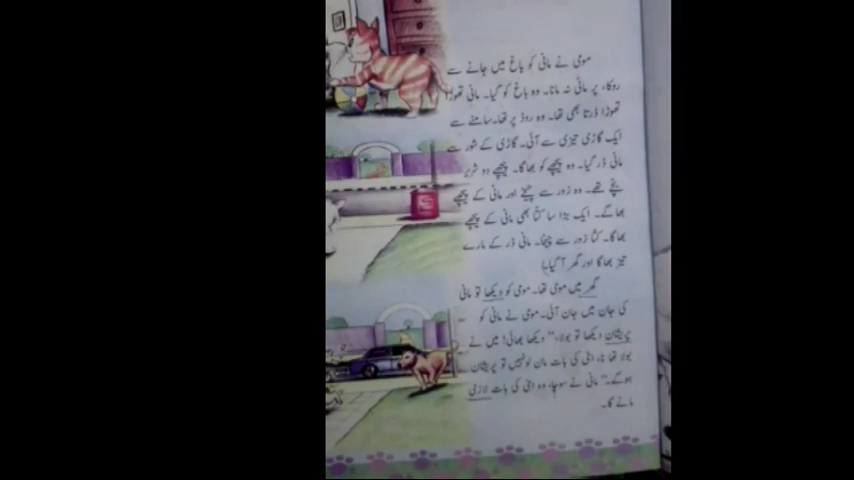 مومی نے مانی کو باغ میں جانے سے
روکا، پر مانی نہ مانا۔ وہ باغ کو گیا۔ مانی تھوڑا
تھوڑا ڈرتا بھی تھا۔ وہ روڈ پر تھا۔ سامنے سے
ایک گاڑی تیزی سے آئی۔ گاڑی کے شور سے
مانی ڈر گیا۔ وہ پیچھے کو بھاگا۔ پیچھے دو شریر
بچے تھے۔ وہ زور سے چیخے اور مانی کے پیچھے
بھاگے۔ ایک بڑا سا کتا بھی مانی کے پیچھے
بھاگا۔ کتا زور سے چیخا۔ مانی ڈر کے مارے
تیز بھاگا اور گھر آ گیا۔
گھر میں مومی تھا۔ مومی کو دیکھا تو مانی
کی جان میں جان آئی۔ مومی نے مانی کو
پریشان دیکھا تو بولا، "دیکھا بھائی! میں نے
بولا تھا نا، امی کی بات مان لو نہیں تو پریشان
ہوگے۔" مانی نے سوچا، وہ امی کی بات لازمی
مانے گا۔